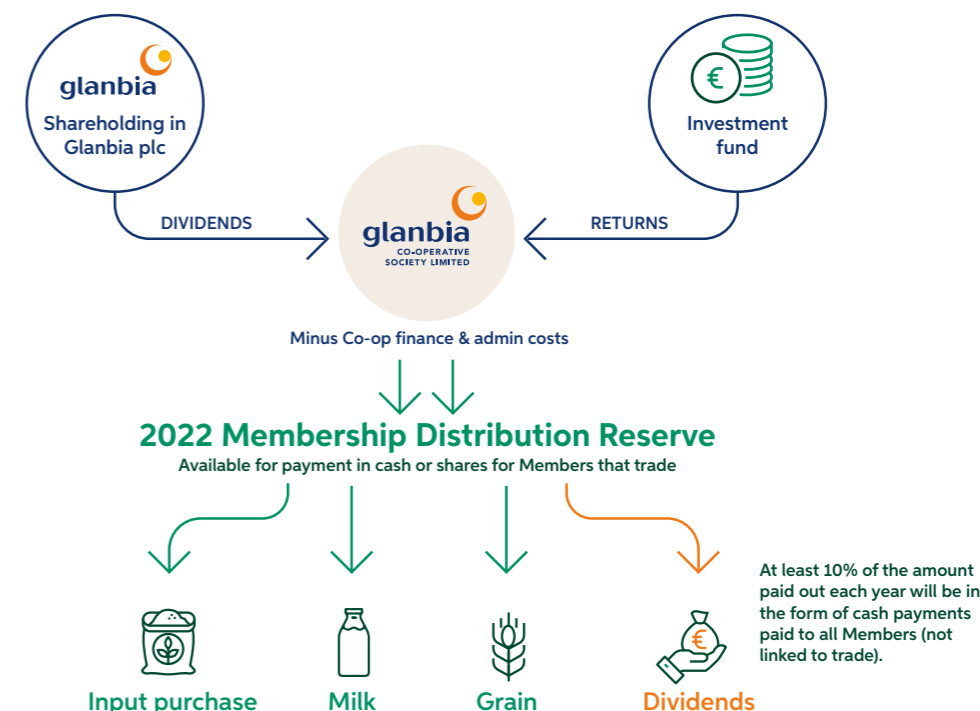 glanbia
Shareholding in
Glanbia plc
€
Investment
fund
DIVIDENDS
glanbia
CO-OPERATIVE
SOCIETY LIMITED
RETURNS
Minus Co-op finance & admin costs
2022 Membership Distribution Reserve
Available for payment in cash or shares for Members that trade
At least 10% of the amount
paid out each year will be in
the form of cash payments
paid to all Members (not
linked to trade).
€
Input purchase
Milk
Grain
Dividends